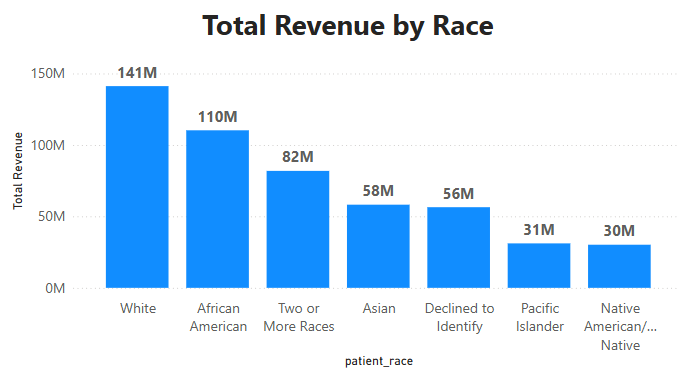 Total Revenue by Race
150M
100M
50M
0M
Total Revenue
141M
110M
82M
58M
56M
31M
30M
White
African
American
Two or
More Races
Asian
Declined to
Identify
Pacific
Islander
Native
American/...
Native
patient_race